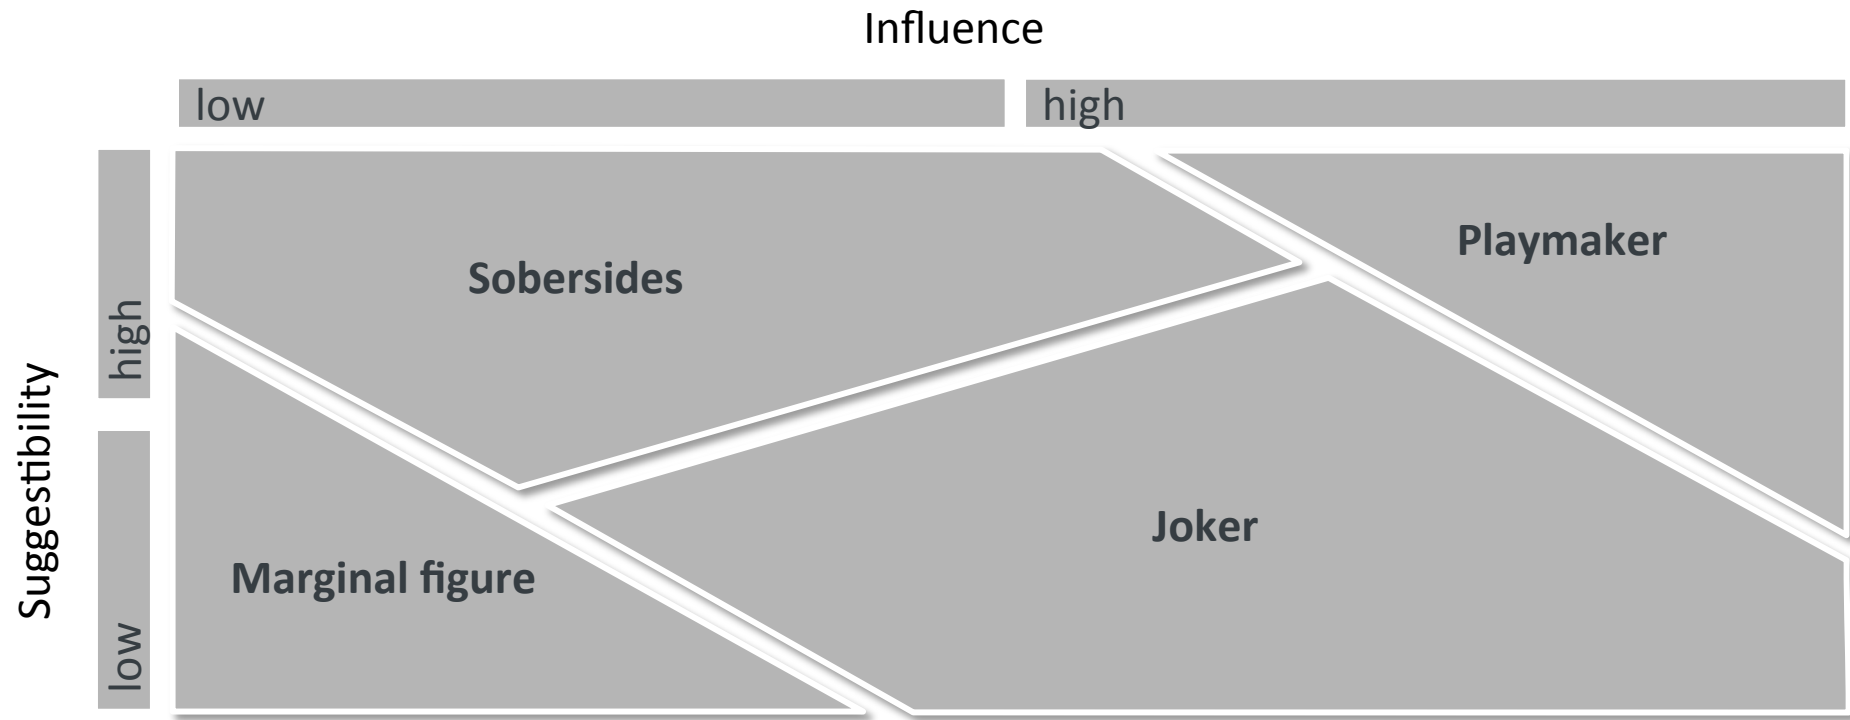 Influence
low
high
Suggestibility
high
low
Sobersides
Playmaker
Marginal figure
Joker